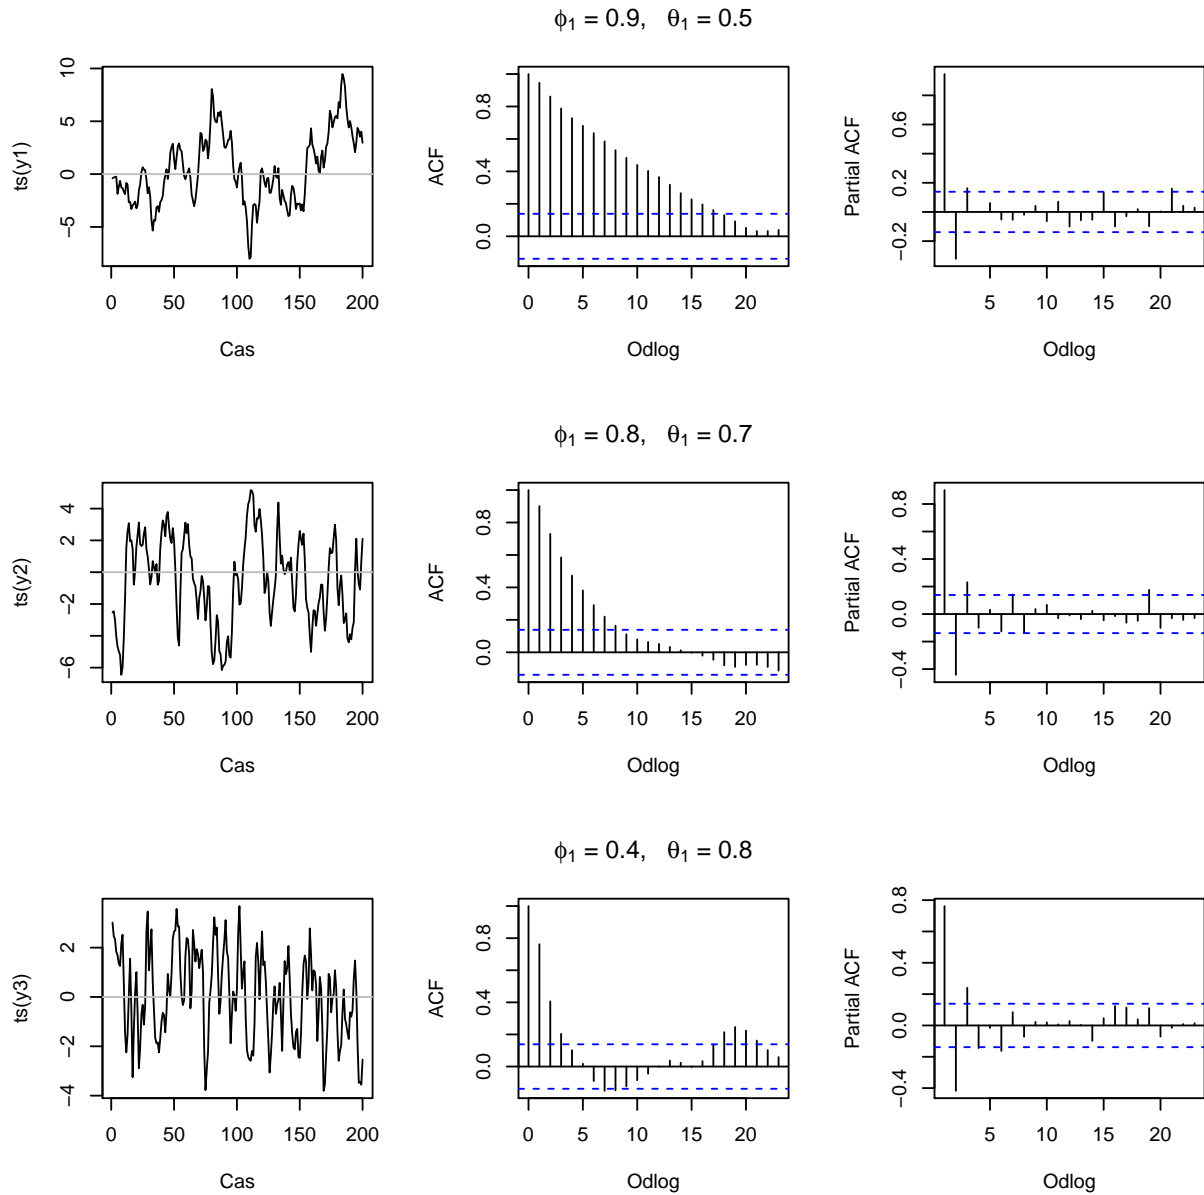 ϕ1 = 0.9, θ1 = 0.5
ts(y1)
10
5
0
−5
0 50 100 150 200
Cas
ACF
0.8
0.4
0.0
0 5 10 15 20
Odlog
Partial ACF
0.6
0.2
−0.2
5 10 15 20
Odlog
ϕ1 = 0.8, θ1 = 0.7
ts(y2)
4
2
−2
−6
0 50 100 150 200
Cas
ACF
0.8
0.4
0.0
0 5 10 15 20
Odlog
Partial ACF
0.8
0.4
0.0
−0.4
5 10 15 20
Odlog
ϕ1 = 0.4, θ1 = 0.8
ts(y3)
2
0
−2
−4
0 50 100 150 200
Cas
ACF
0.8
0.4
0.0
0 5 10 15 20
Odlog
Partial ACF
0.8
0.4
0.0
−0.4
5 10 15 20
Odlog